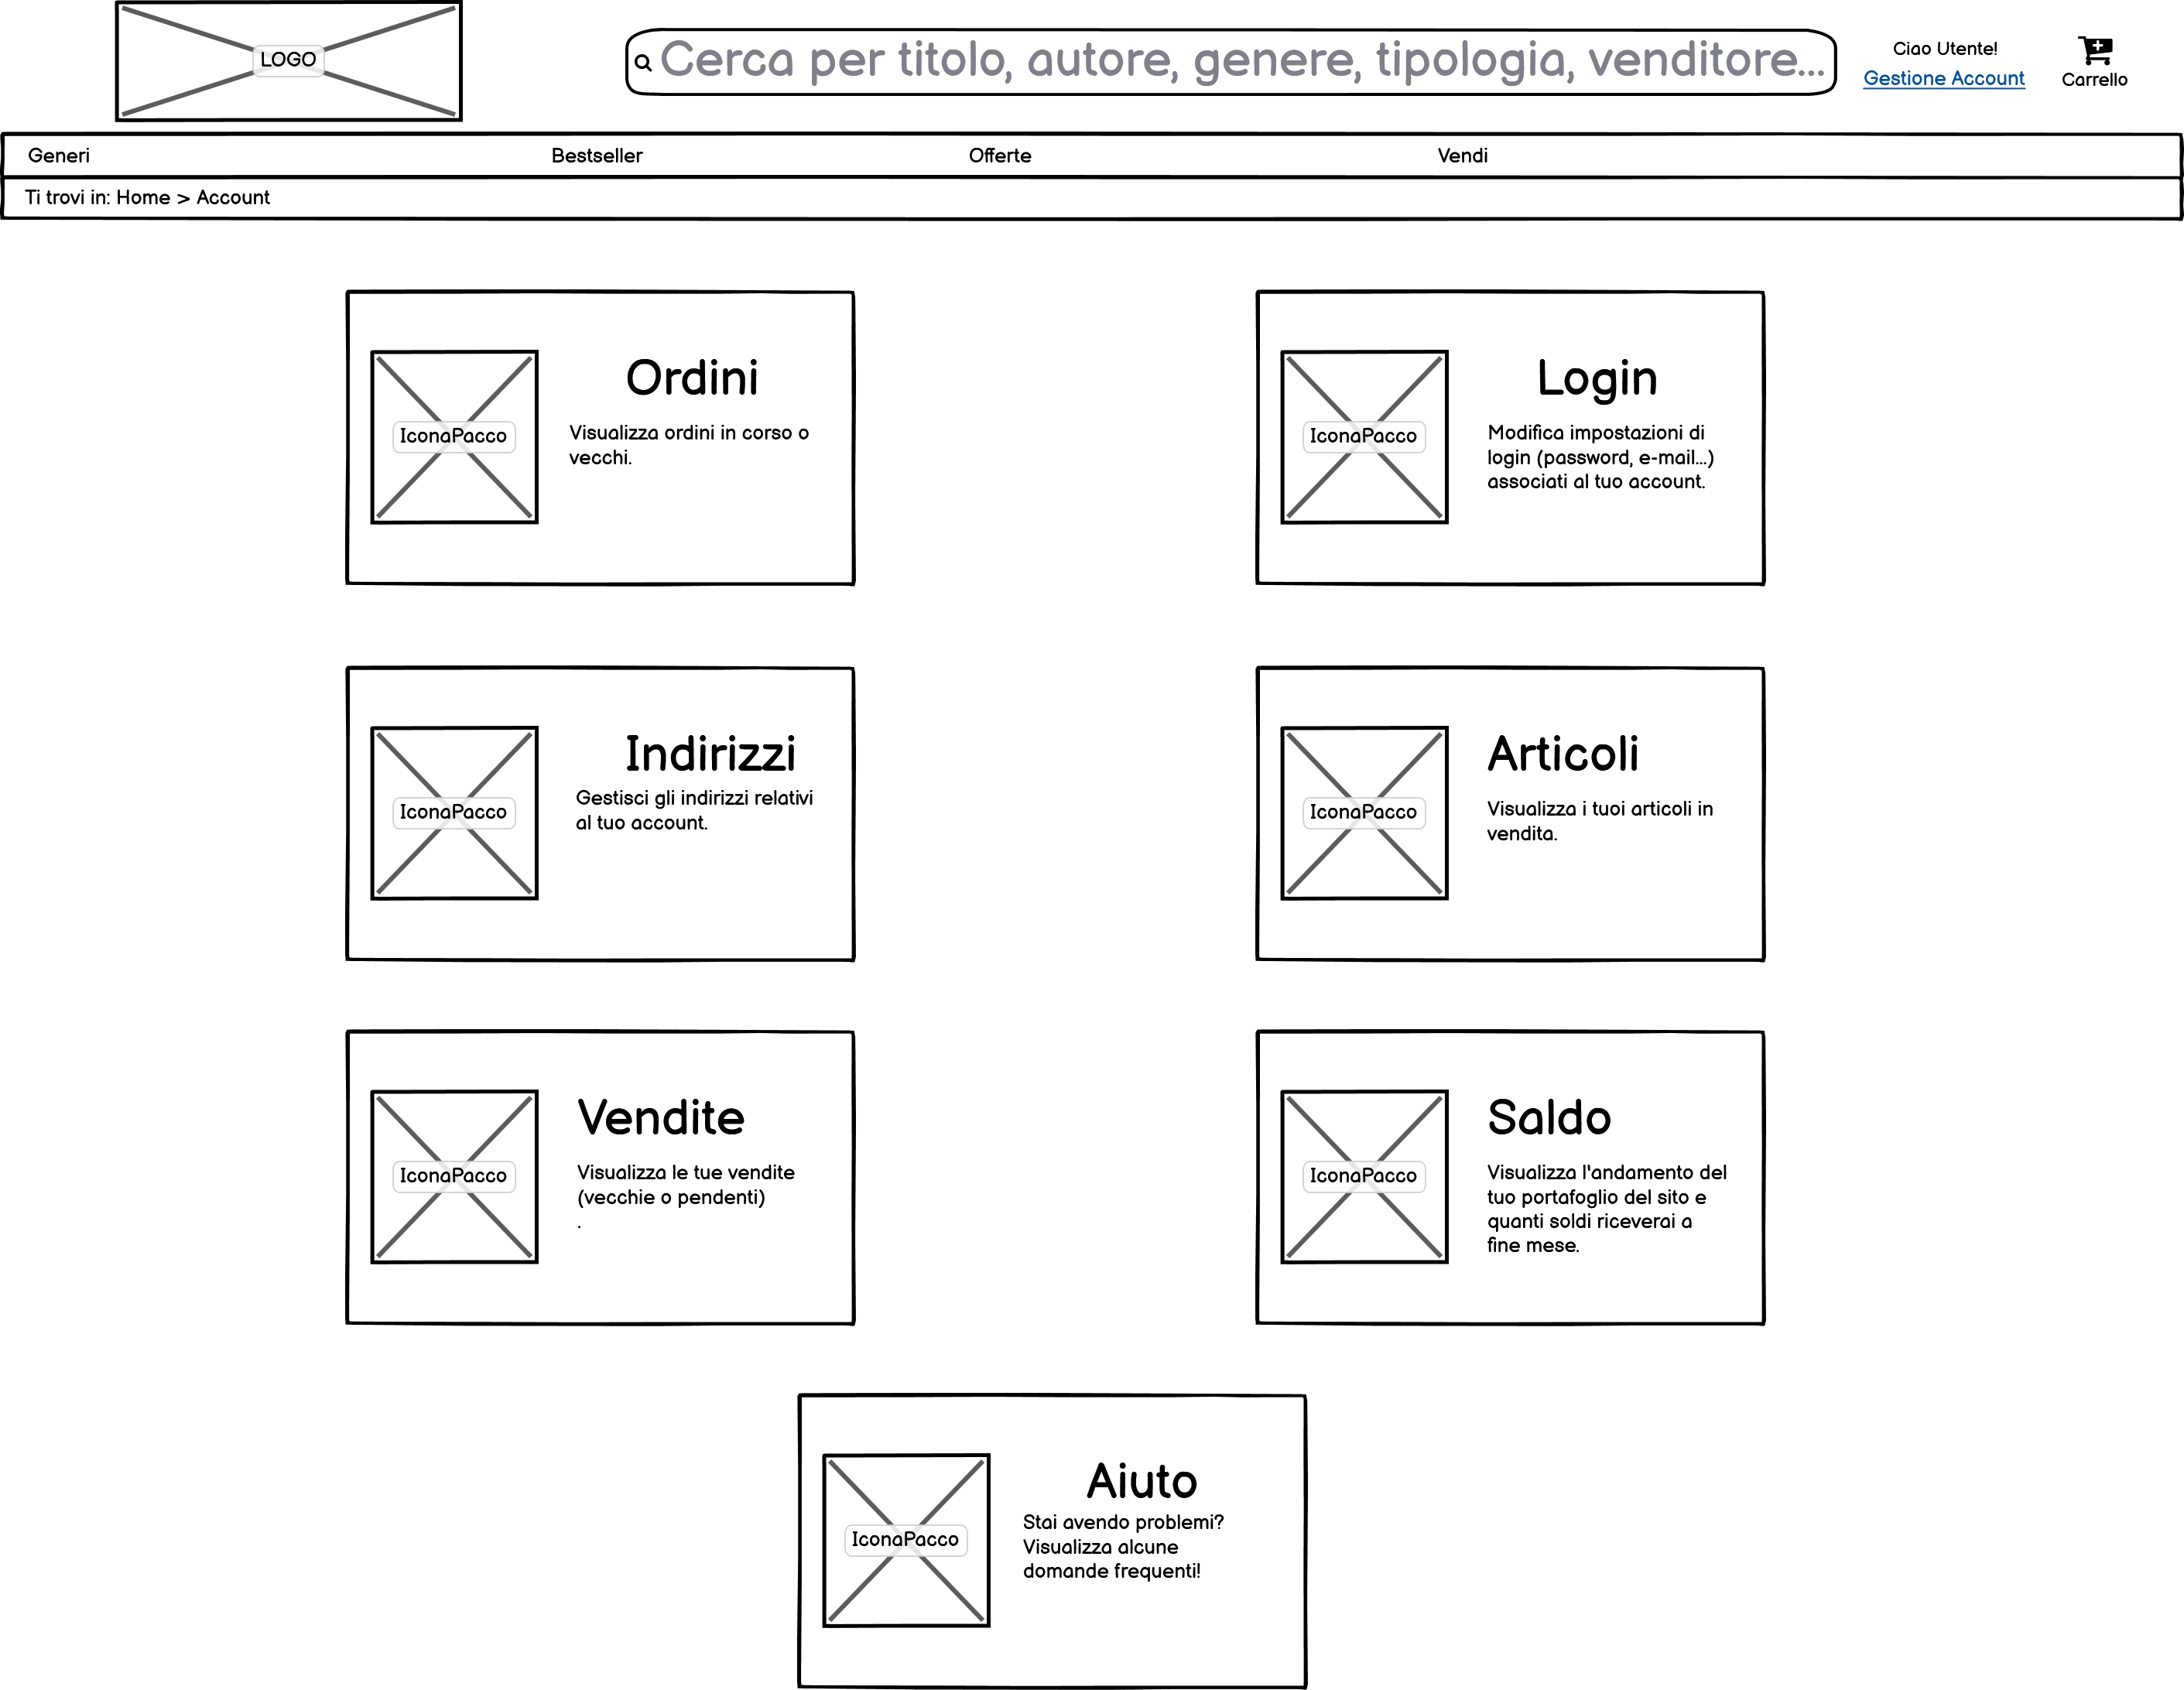 LOGO
Cerca per titolo, autore, genere, tipologia, venditore...
Ciao Utente!
Gestione Account
Carrello
Generi
Bestseller
Offerte
Vendi
Ti trovi in: Home > Account
IconaPacco
Ordini
Visualizza ordini in corso o
vecchi.
IconaPacco
Login
Modifica impostazioni di
login (password, e-mail...)
associati al tuo account.
IconaPacco
Indirizzi
Gestisci gli indirizzi relativi
al tuo account.
IconaPacco
Articoli
Visualizza i tuoi articoli in
vendita.
IconaPacco
Vendite
Visualizza le tue vendite
(vecchie o pendenti)
.
IconaPacco
Saldo
Visualizza l'andamento del
tuo portafoglio del sito e
quanti soldi riceverai a
fine mese.
IconaPacco
Aiuto
Stai avendo problemi?
Visualizza alcune
domande frequenti!